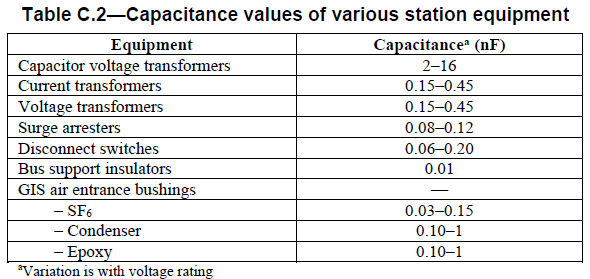 Table C.2—Capacitance values of various station equipment
Equipment Capacitanceᵃ (nF)
Capacitor voltage transformers 2–16
Current transformers 0.15–0.45
Voltage transformers 0.15–0.45
Surge arresters 0.08–0.12
Disconnect switches 0.06–0.20
Bus support insulators 0.01
GIS air entrance bushings —
– SF₆ 0.03–0.15
– Condenser 0.10–1
– Epoxy 0.10–1
ᵃVariation is with voltage rating